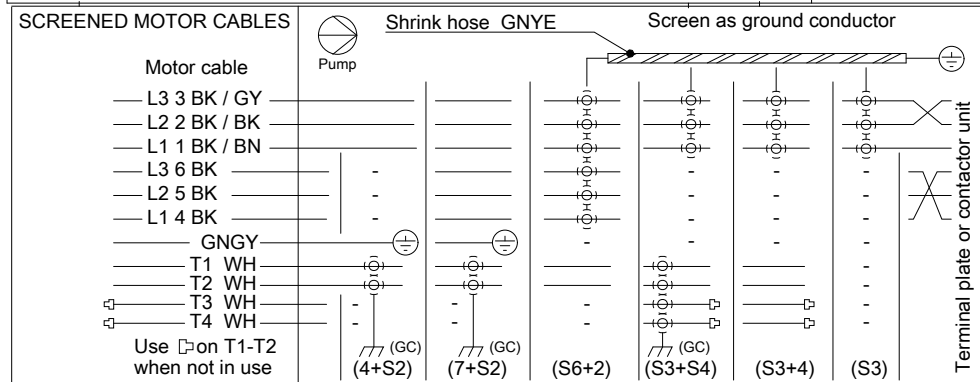 SCREENED MOTOR CABLES
Shrink hose GNYE
Screen as ground conductor
Pump
Motor cable
L3 3 BK / GY
L2 2 BK / BK
L1 1 BK / BN
L3 6 BK
L2 5 BK
L1 4 BK
GNGY
T1 WH
T2 WH
T3 WH
T4 WH
Use on T1-T2
when not in use
(GC)
(GC)
(GC)
(4+S2)
(7+S2)
(S6+2)
(S3+S4)
(S3+4)
(S3)
Terminal plate or contactor unit